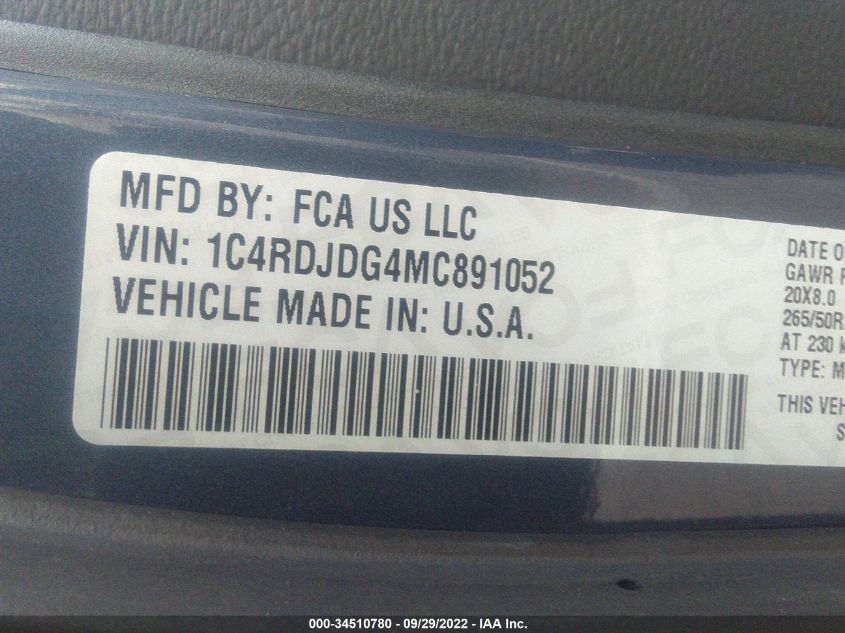 MFD BY: FCA US LLC
VIN: 1C4RDJDG4MC891052
VEHICLE MADE IN: U.S.A.
DATE O
GAWR F
20X8.0
265/50R
AT 230 K
TYPE: M
THIS VEH
S
000-34510780 - 09/29/2022 - IAA Inc.